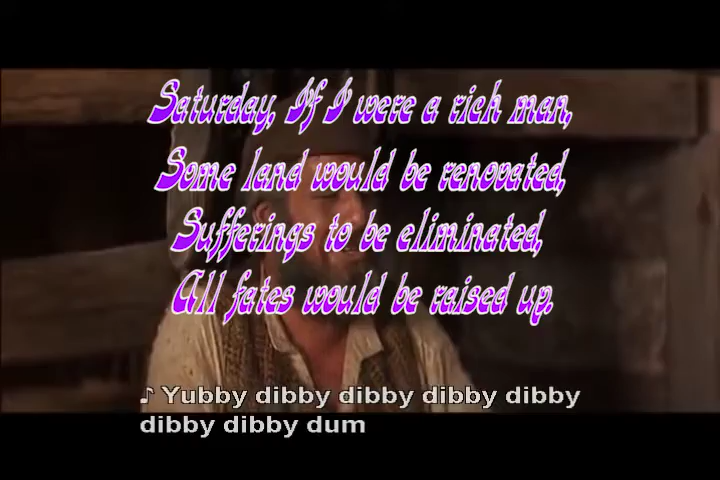 Saturday, If I were a rich man,
Some land would be renovated,
Sufferings to be eliminated,
All fates would be raised up.
♪ Yubby dibby dibby dibby dibby
dibby dibby dum